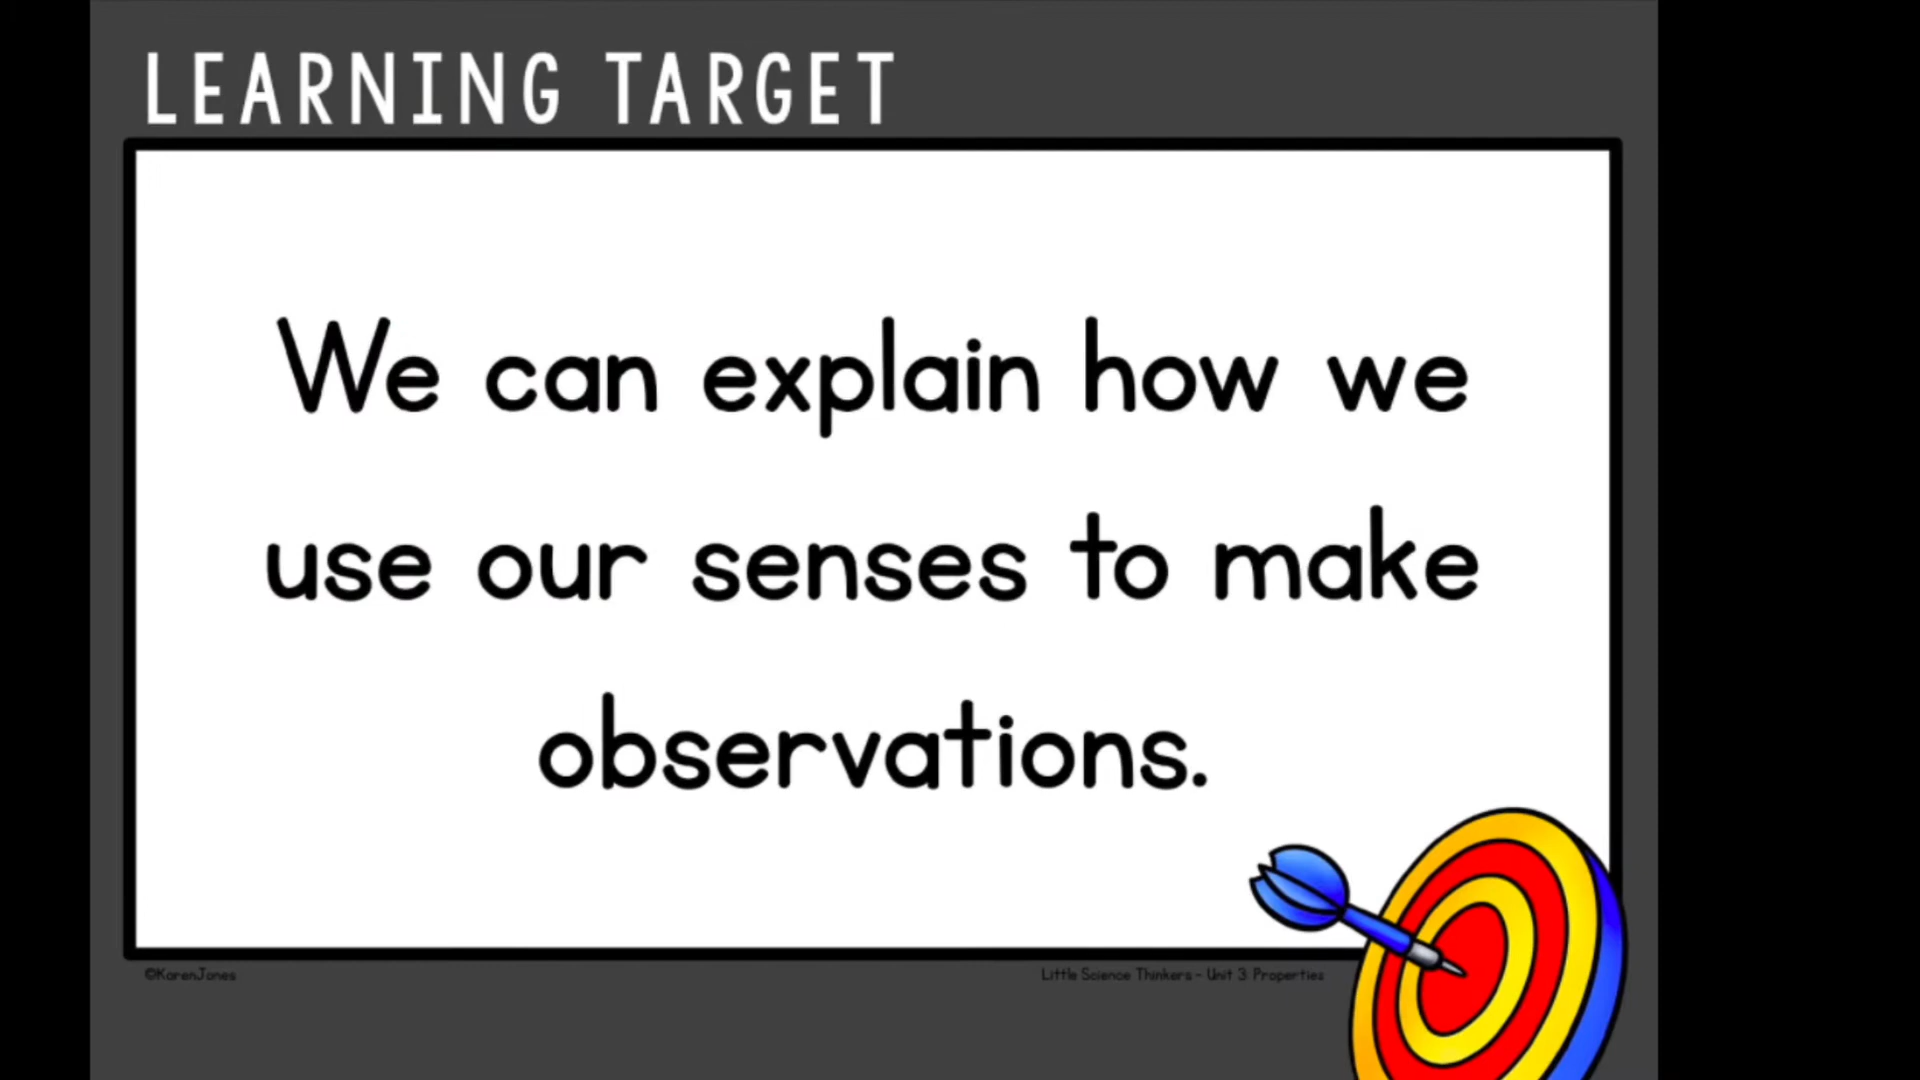 LEARNING TARGET
We can explain how we
use our senses to make
observations.
©KarenJones
Little Science Thinkers - Unit 3 Properties